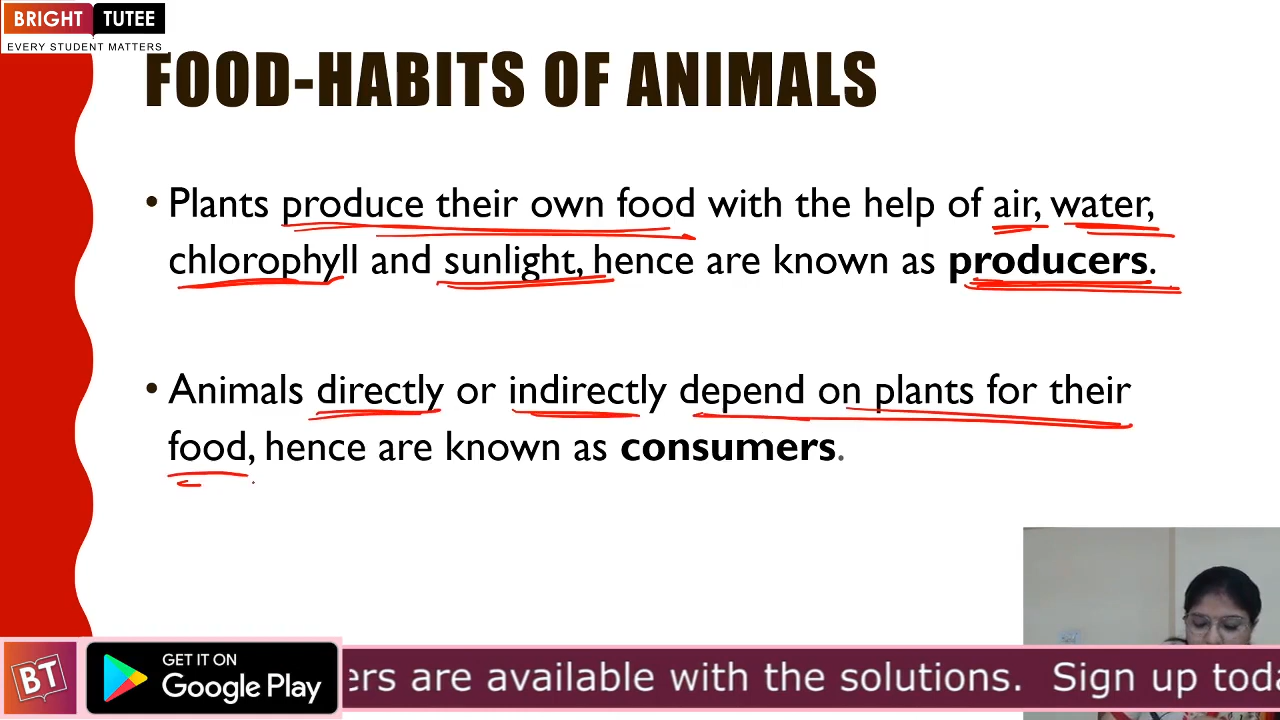 BRIGHT TUTEE
EVERY STUDENT MATTERS
FOOD-HABITS OF ANIMALS
• Plants produce their own food with the help of air, water,
chlorophyll and sunlight, hence are known as producers.
• Animals directly or indirectly depend on plants for their
food, hence are known as consumers.
BT
GET IT ON
Google Play
ers are available with the solutions. Sign up toda